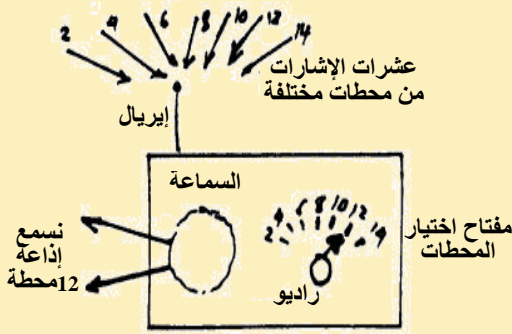 2 4 6 8 10 12 14
عشرات الإشارات
من محطات مختلفة
إيريال
السماعة
نسمع
إذاعة
محطة12
2 4 6 8 10 12 14
مفتاح اختيار
المحطات
راديو